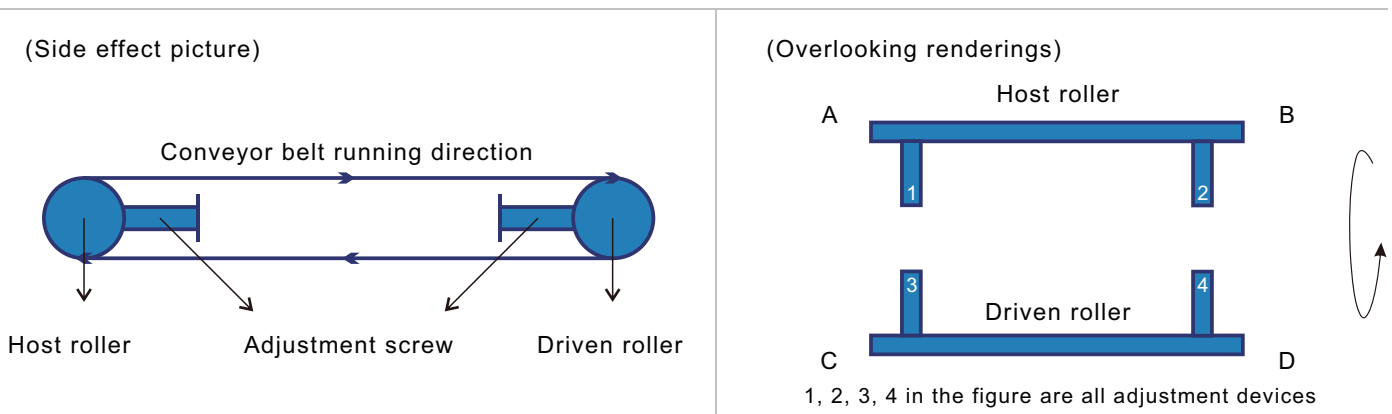 (Side effect picture)
Conveyor belt running direction
Host roller
Adjustment screw
Driven roller
(Overlooking renderings)
Host roller
A
B
1
2
3
4
Driven roller
C
D
1, 2, 3, 4 in the figure are all adjustment devices